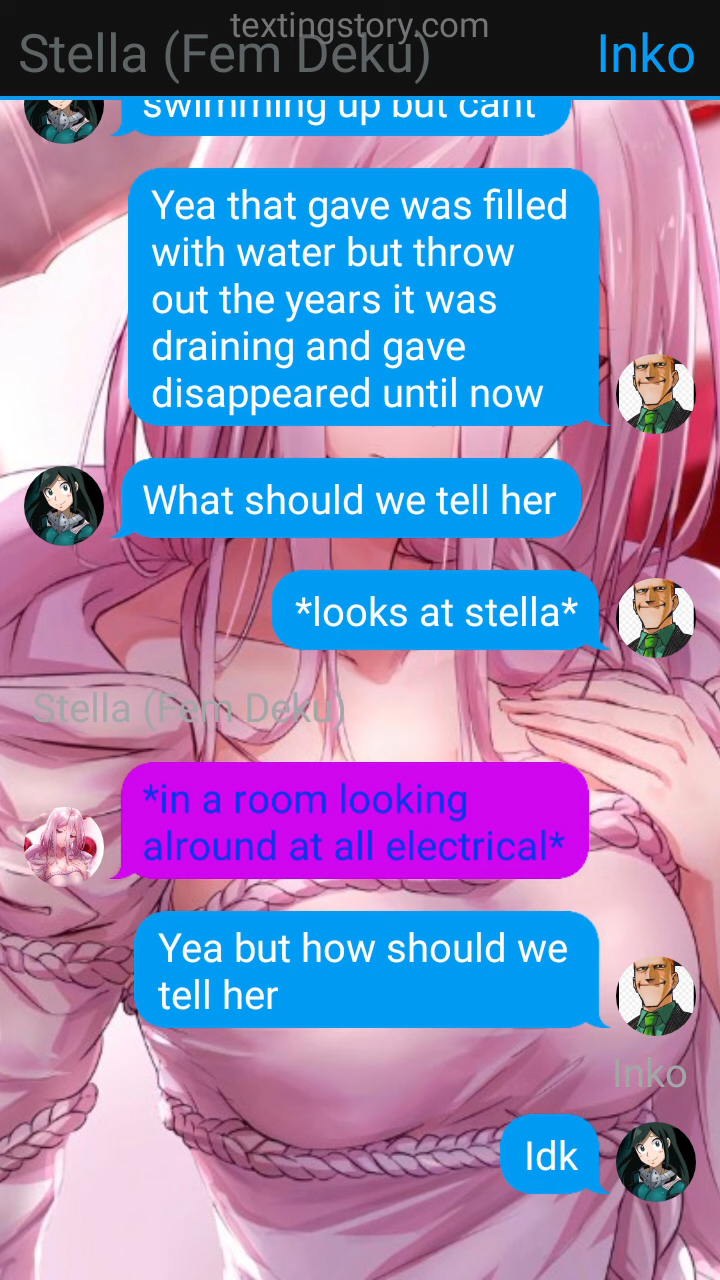 textingstory.com
Stella (Fem Deku)
Inko
swimming up but cant
Yea that gave was filled
with water but throw
out the years it was
draining and gave
disappeared until now
What should we tell her
*looks at stella*
Stella (Fem Deku)
*in a room looking
alround at all electrical*
Yea but how should we
tell her
Inko
Idk